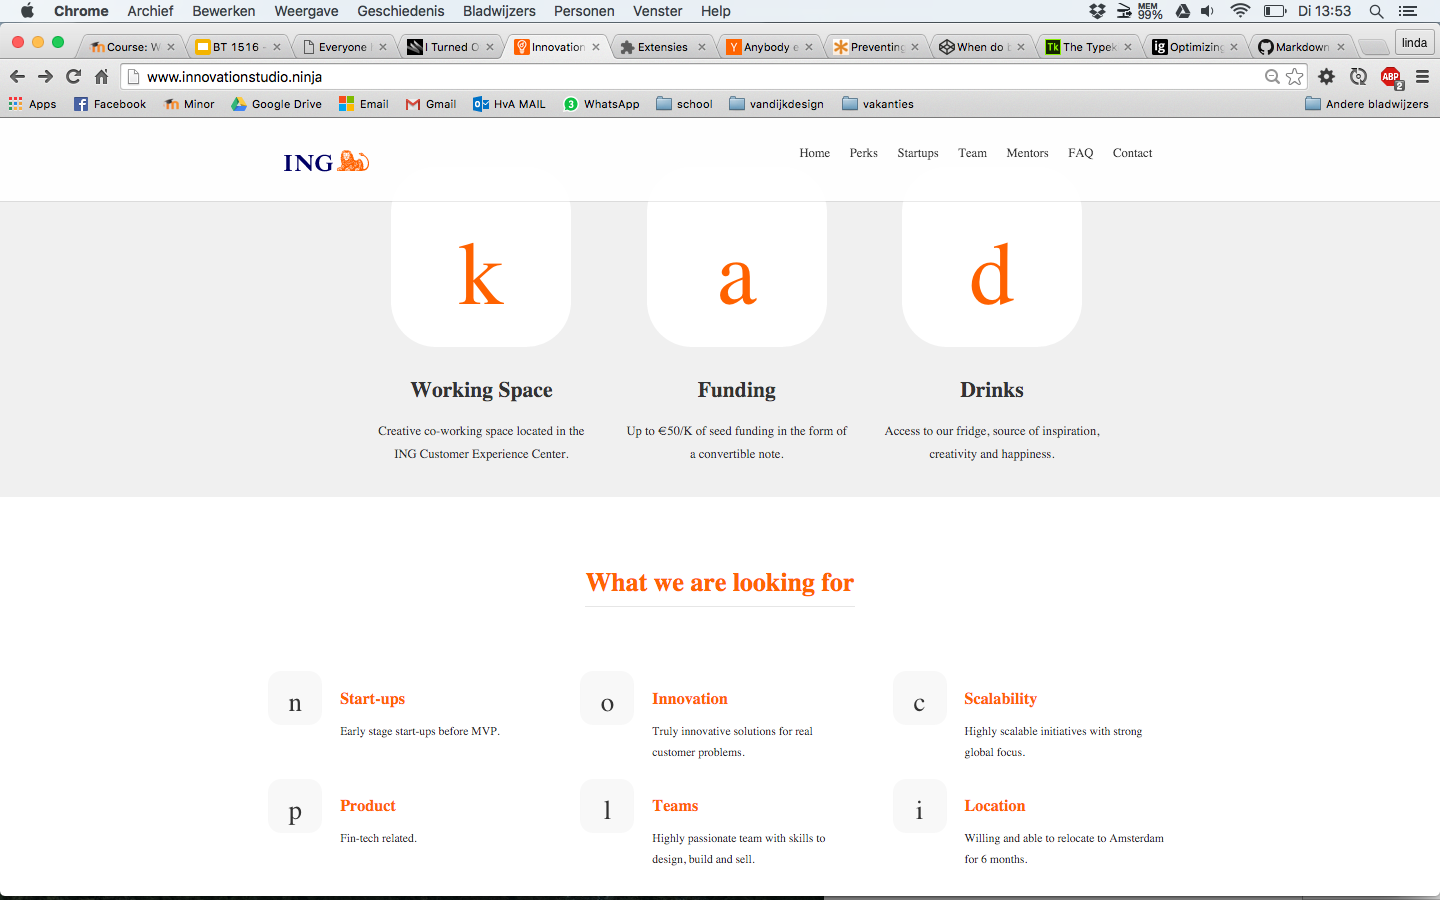 Chrome Archief Bewerken Weergave Geschiedenis Bladwijzers Personen Venster Help MEM 99% Di 13:53
Course: W BT 1516 - Everyone I Turned O Innovation Extensies Anybody e Preventing When do The Typek Optimizing Markdown linda
www.innovationstudio.ninja
Apps Facebook Minor Google Drive Email Gmail HvA MAIL WhatsApp school vandijkdesign vakanties Andere bladwijzers
ING Home Perks Startups Team Mentors FAQ Contact
k a d
Working Space
Creative co-working space located in the
ING Customer Experience Center.
Funding
Up to €50/K of seed funding in the form of
a convertible note.
Drinks
Access to our fridge, source of inspiration,
creativity and happiness.
What we are looking for
n
Start-ups
Early stage start-ups before MVP.
o
Innovation
Truly innovative solutions for real
customer problems.
c
Scalability
Highly scalable initiatives with strong
global focus.
p
Product
Fin-tech related.
l
Teams
Highly passionate team with skills to
design, build and sell.
i
Location
Willing and able to relocate to Amsterdam
for 6 months.